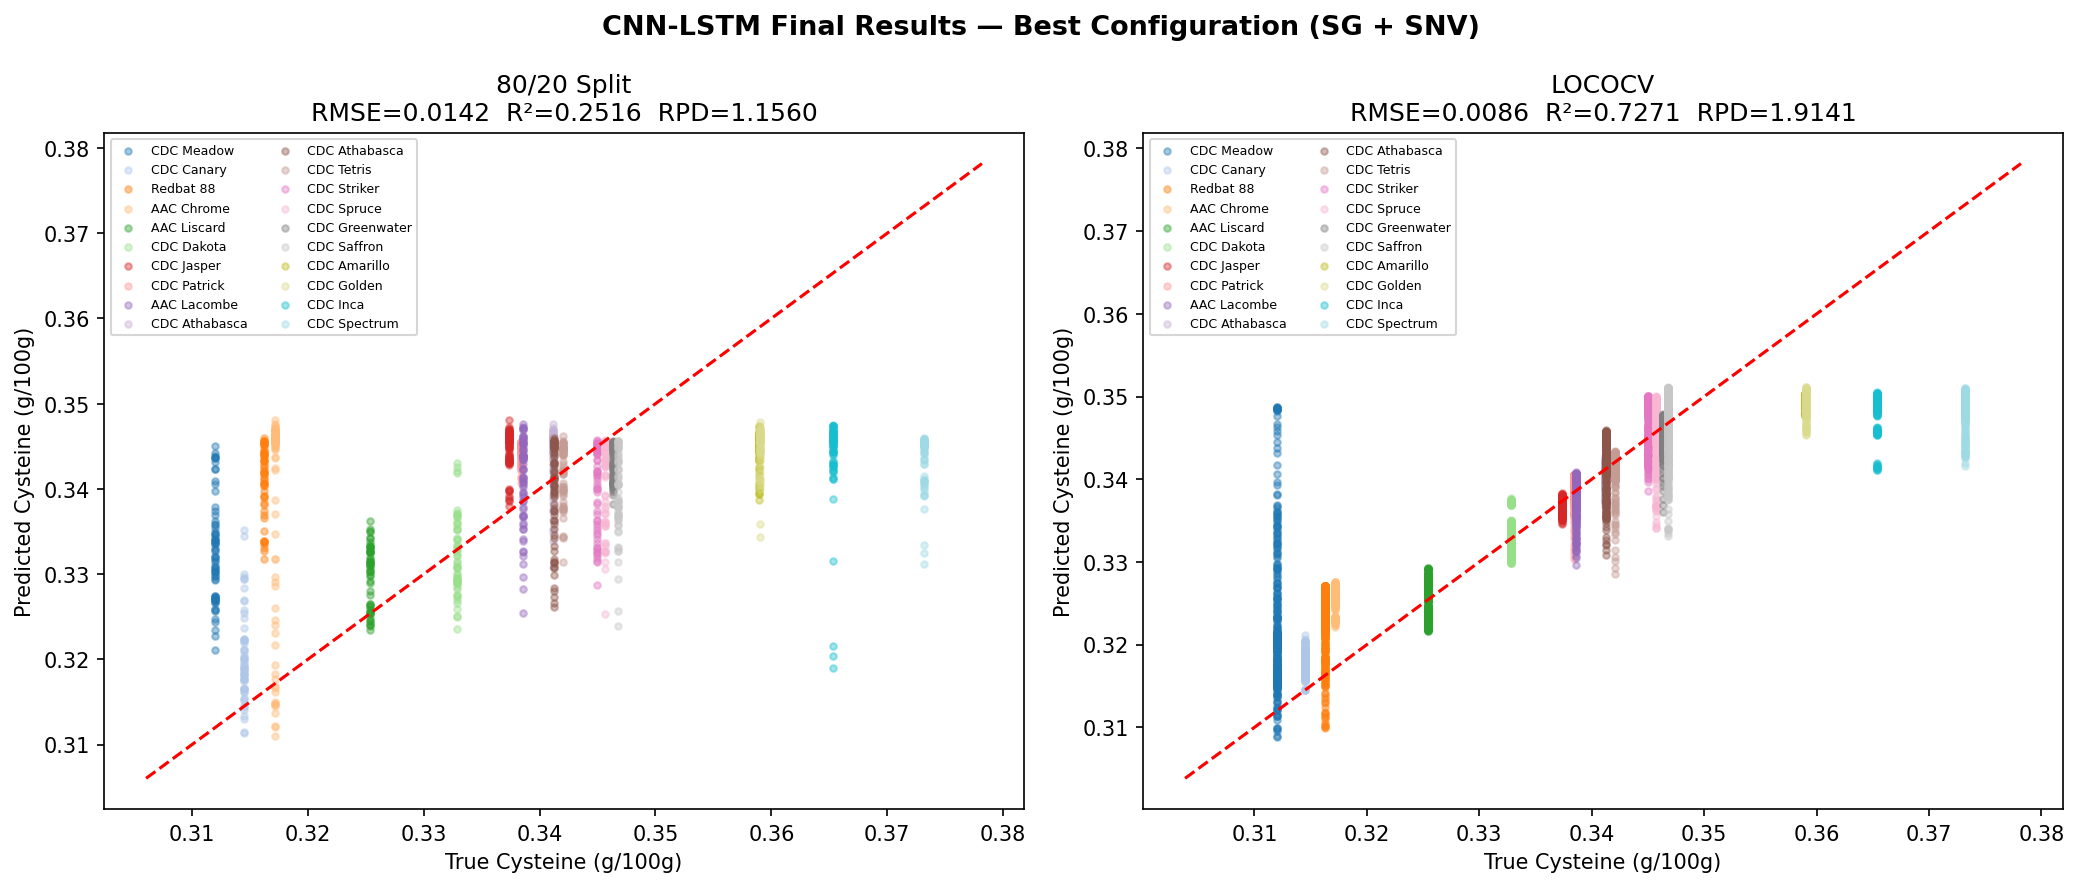 CNN-LSTM Final Results — Best Configuration (SG + SNV)
80/20 Split
RMSE=0.0142  R²=0.2516  RPD=1.1560
CDC Meadow
CDC Canary
Redbat 88
AAC Chrome
AAC Liscard
CDC Dakota
CDC Jasper
CDC Patrick
AAC Lacombe
CDC Athabasca
CDC Athabasca
CDC Tetris
CDC Striker
CDC Spruce
CDC Greenwater
CDC Saffron
CDC Amarillo
CDC Golden
CDC Inca
CDC Spectrum
Predicted Cysteine (g/100g)
0.38
0.37
0.36
0.35
0.34
0.33
0.32
0.31
0.31
0.32
0.33
0.34
0.35
0.36
0.37
0.38
True Cysteine (g/100g)
LOCOCV
RMSE=0.0086  R²=0.7271  RPD=1.9141
CDC Meadow
CDC Canary
Redbat 88
AAC Chrome
AAC Liscard
CDC Dakota
CDC Jasper
CDC Patrick
AAC Lacombe
CDC Athabasca
CDC Athabasca
CDC Tetris
CDC Striker
CDC Spruce
CDC Greenwater
CDC Saffron
CDC Amarillo
CDC Golden
CDC Inca
CDC Spectrum
Predicted Cysteine (g/100g)
0.38
0.37
0.36
0.35
0.34
0.33
0.32
0.31
0.31
0.32
0.33
0.34
0.35
0.36
0.37
0.38
True Cysteine (g/100g)